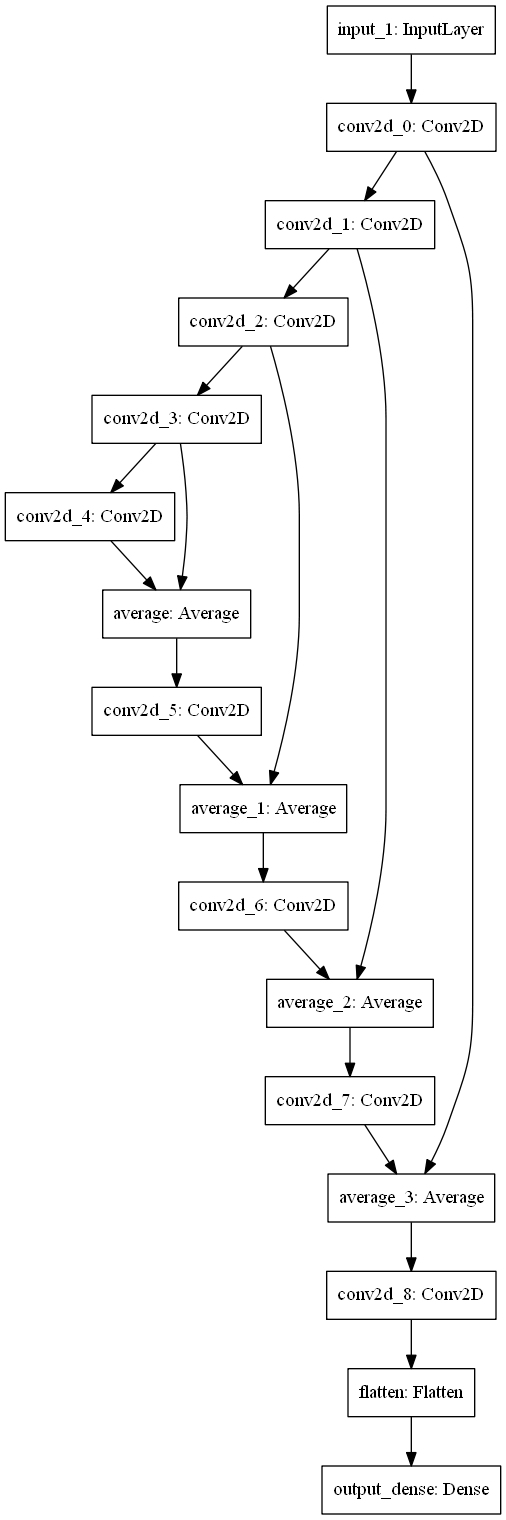 input_1: InputLayer
conv2d_0: Conv2D
conv2d_1: Conv2D
conv2d_2: Conv2D
conv2d_3: Conv2D
conv2d_4: Conv2D
average: Average
conv2d_5: Conv2D
average_1: Average
conv2d_6: Conv2D
average_2: Average
conv2d_7: Conv2D
average_3: Average
conv2d_8: Conv2D
flatten: Flatten
output_dense: Dense